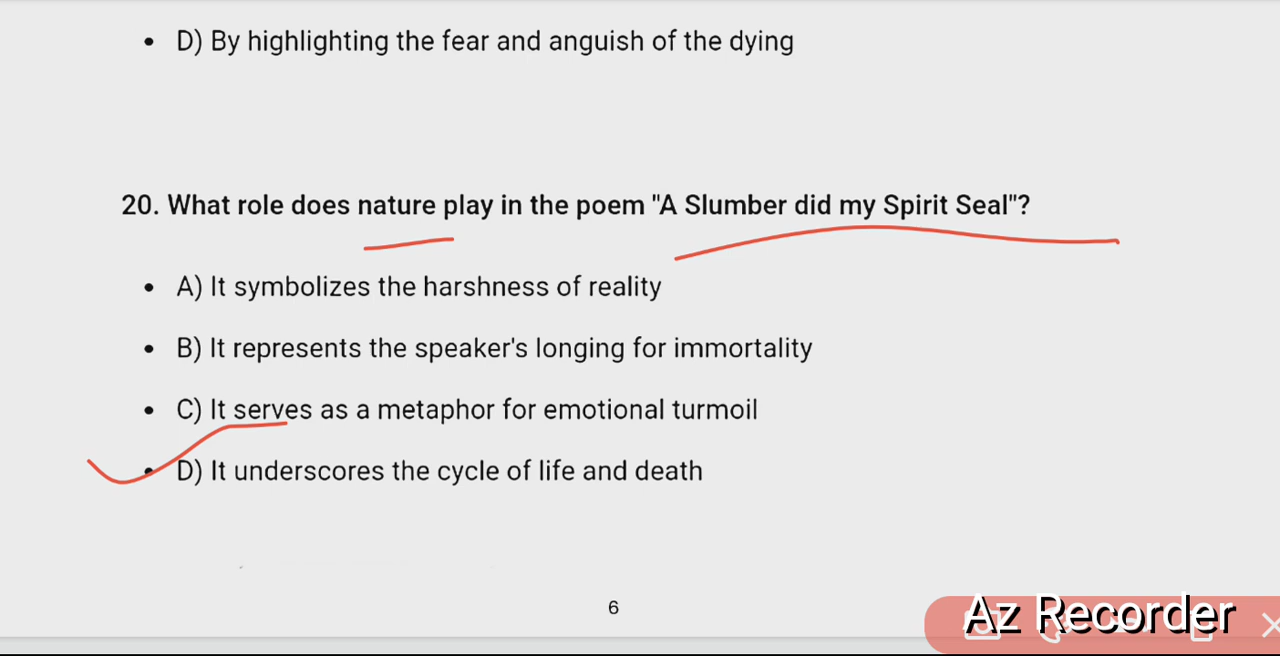 • D) By highlighting the fear and anguish of the dying
20. What role does nature play in the poem "A Slumber did my Spirit Seal"?
• A) It symbolizes the harshness of reality
• B) It represents the speaker's longing for immortality
• C) It serves as a metaphor for emotional turmoil
• D) It underscores the cycle of life and death
6
Az Recorder